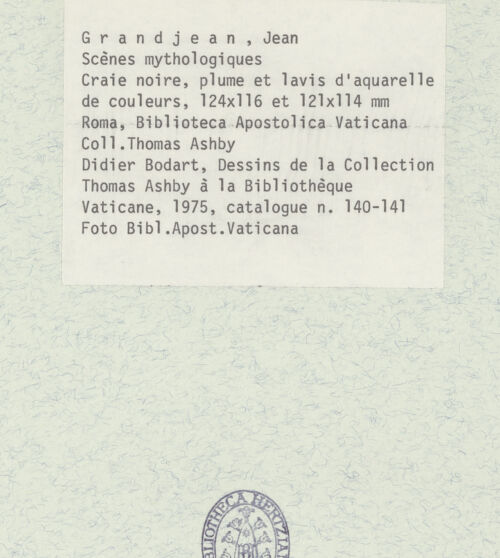 G r a n d j e a n , Jean
Scènes mythologiques
Craie noire, plume et lavis d'aquarelle
de couleurs, 124x116 et 121x114 mm
Roma, Biblioteca Apostolica Vaticana
Coll.Thomas Ashby
Didier Bodart, Dessins de la Collection
Thomas Ashby à la Bibliothèque
Vaticane, 1975, catalogue n. 140-141
Foto Bibl.Apost.Vaticana